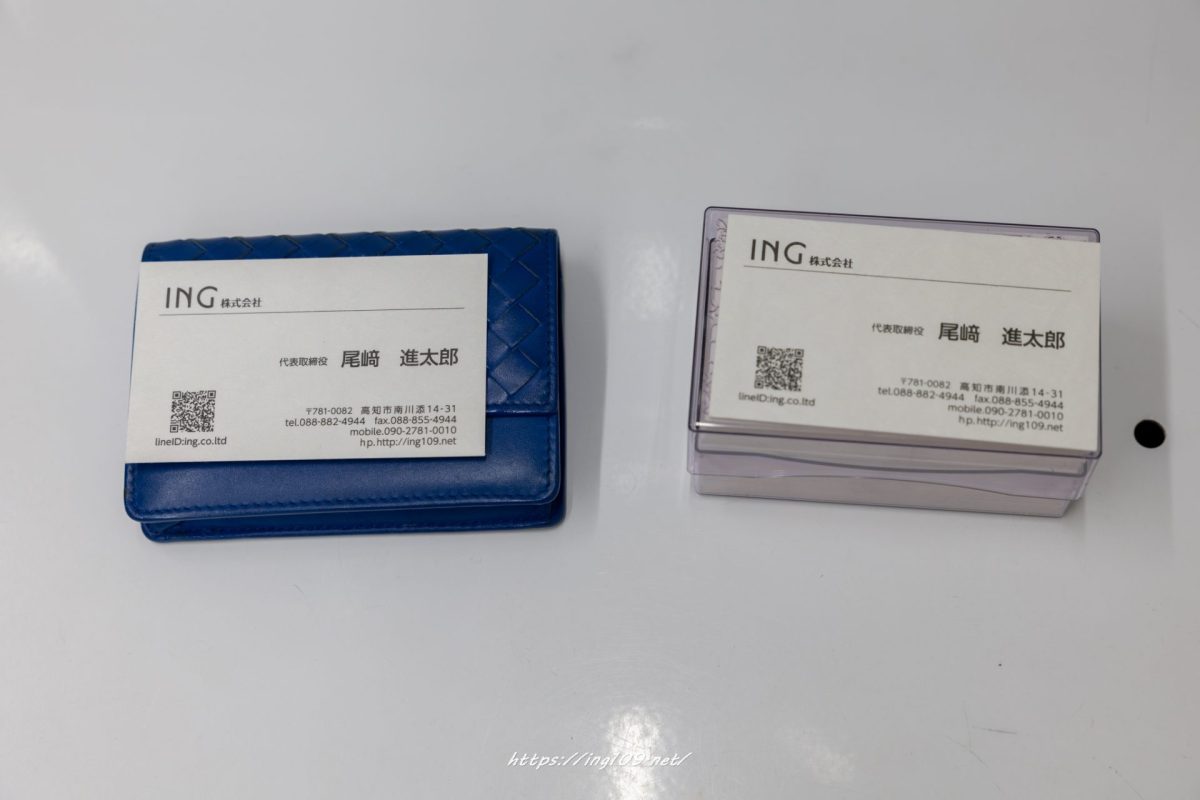 ING 株式会社
代表取締役 尾﨑 進太郎
〒781-0082 高知市南川添14-31
tel.088-882-4944 fax.088-855-4944
mobile.090-2781-0010
hp.http://ing109.net
lineID:ing.co.ltd
ING 株式会社
代表取締役 尾﨑 進太郎
〒781-0082 高知市南川添14-31
tel.088-882-4944 fax.088-855-4944
mobile.090-2781-0010
hp.http://ing109.net
lineID:ing.co.ltd
https://ing109.net/